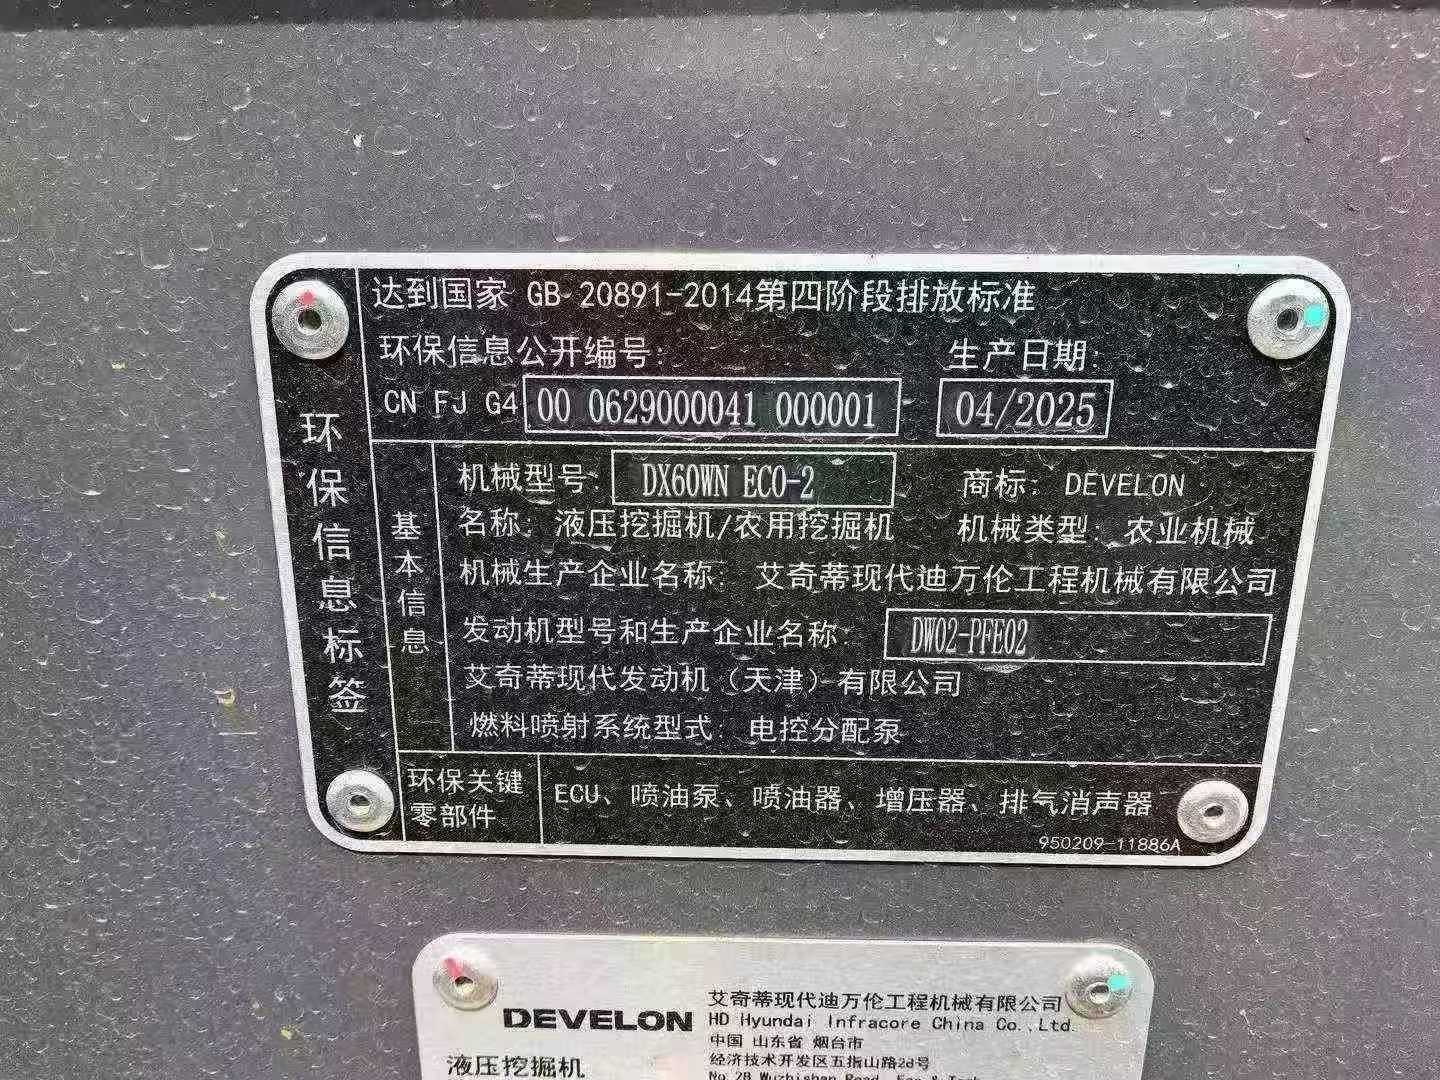 达到国家 GB 20891-2014第四阶段排放标准
环保信息公开编号:
生产日期:
CN FJ G4 00 0629000041 000001
04/2025
环保信息标签
基本信息
机械型号: DX60WN ECO-2
商标: DEVELON
名称: 液压挖掘机/农用挖掘机
机械类型: 农业机械
机械生产企业名称: 艾奇蒂现代迪万伦工程机械有限公司
发动机型号和生产企业名称: DW02-PFE02
艾奇蒂现代发动机（天津）有限公司
燃料喷射系统型式: 电控分配泵
环保关键
零部件
ECU、喷油泵、喷油器、增压器、排气消声器
950209-11886A
DEVELON
液压挖掘机
艾奇蒂现代迪万伦工程机械有限公司
HD Hyundai Infracore China Co.,Ltd.
中国 山东省 烟台市
经济技术开发区五指山路28号
No.28 Wuzhishan Road,